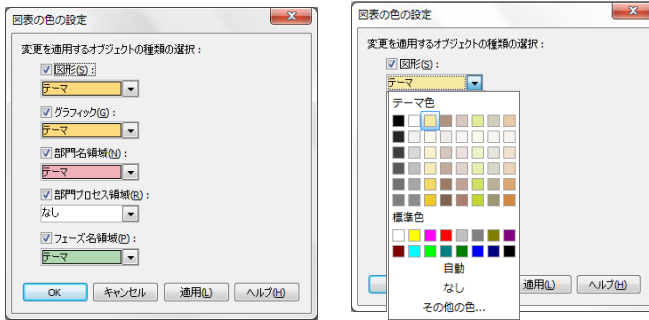 図表の色の設定
変更を適用するオブジェクトの種類の選択：
図形(S)：
テーマ
グラフィック(G)：
テーマ
部門名領域(N)：
テーマ
部門プロセス領域(R)：
なし
フェーズ名領域(P)：
テーマ
OK キャンセル 適用(L) ヘルプ(H)
図表の色の設定
変更を適用するオブジェクトの種類の選択：
図形(S)：
テーマ
テーマ色
標準色
自動
なし
その他の色...
適用(L) ヘルプ(H)